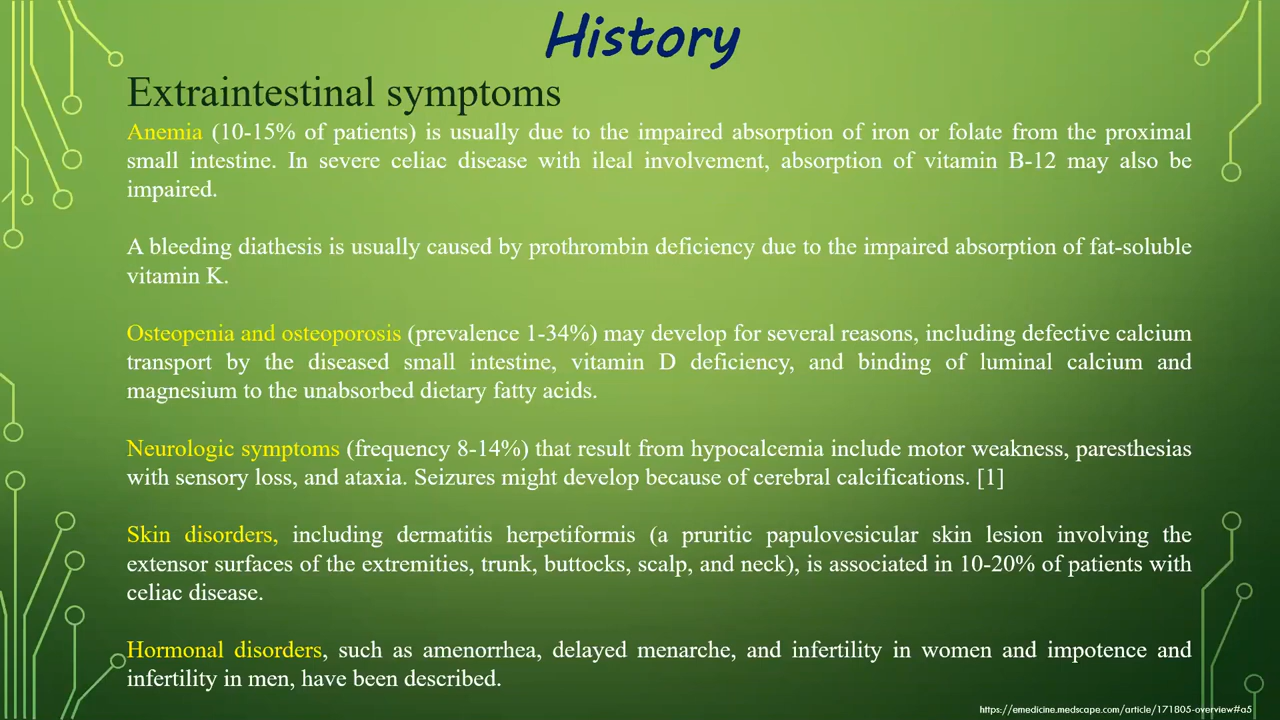 History
Extraintestinal symptoms
Anemia (10-15% of patients) is usually due to the impaired absorption of iron or folate from the proximal
small intestine. In severe celiac disease with ileal involvement, absorption of vitamin B-12 may also be
impaired.
A bleeding diathesis is usually caused by prothrombin deficiency due to the impaired absorption of fat-soluble
vitamin K.
Osteopenia and osteoporosis (prevalence 1-34%) may develop for several reasons, including defective calcium
transport by the diseased small intestine, vitamin D deficiency, and binding of luminal calcium and
magnesium to the unabsorbed dietary fatty acids.
Neurologic symptoms (frequency 8-14%) that result from hypocalcemia include motor weakness, paresthesias
with sensory loss, and ataxia. Seizures might develop because of cerebral calcifications. [1]
Skin disorders, including dermatitis herpetiformis (a pruritic papulovesicular skin lesion involving the
extensor surfaces of the extremities, trunk, buttocks, scalp, and neck), is associated in 10-20% of patients with
celiac disease.
Hormonal disorders, such as amenorrhea, delayed menarche, and infertility in women and impotence and
infertility in men, have been described.
https://emedicine.medscape.com/article/171805-overview#a5